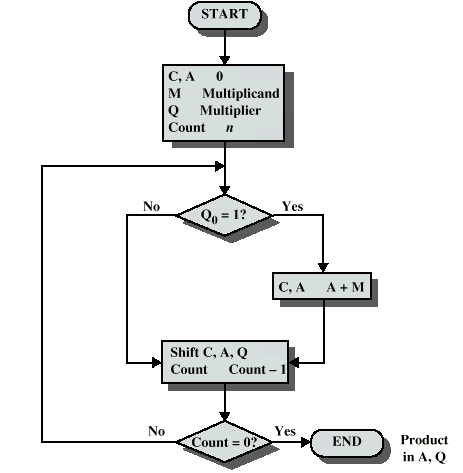 START
C, A 0
M Multiplicand
Q Multiplier
Count n
No
Yes
Q0 = 1?
C, A A + M
Shift C, A, Q
Count Count – 1
No
Yes
Count = 0?
END
Product
in A, Q